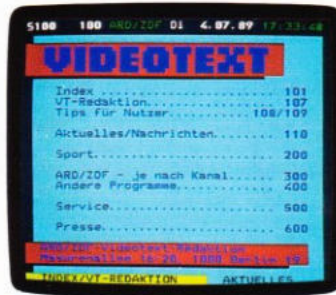 S100 100 ARD/ZDF Di 4.07.89 17:33:40
VIDEOTEXT
Index ................ 101
VT-Redaktion................ 107
Tips für Nutzer............ 108/109
Aktuelles/Nachrichten...... 110
Sport...................... 200
ARD/ZDF - je nach Kanal.... 300
Andere Programme........... 400
Service.................... 500
Presse..................... 600
ARD/ZDF-Videotext Redaktion
Masurenallee 16-20, 1000 Berlin 19
INDEX/VT-REDAKTION AKTUELLES